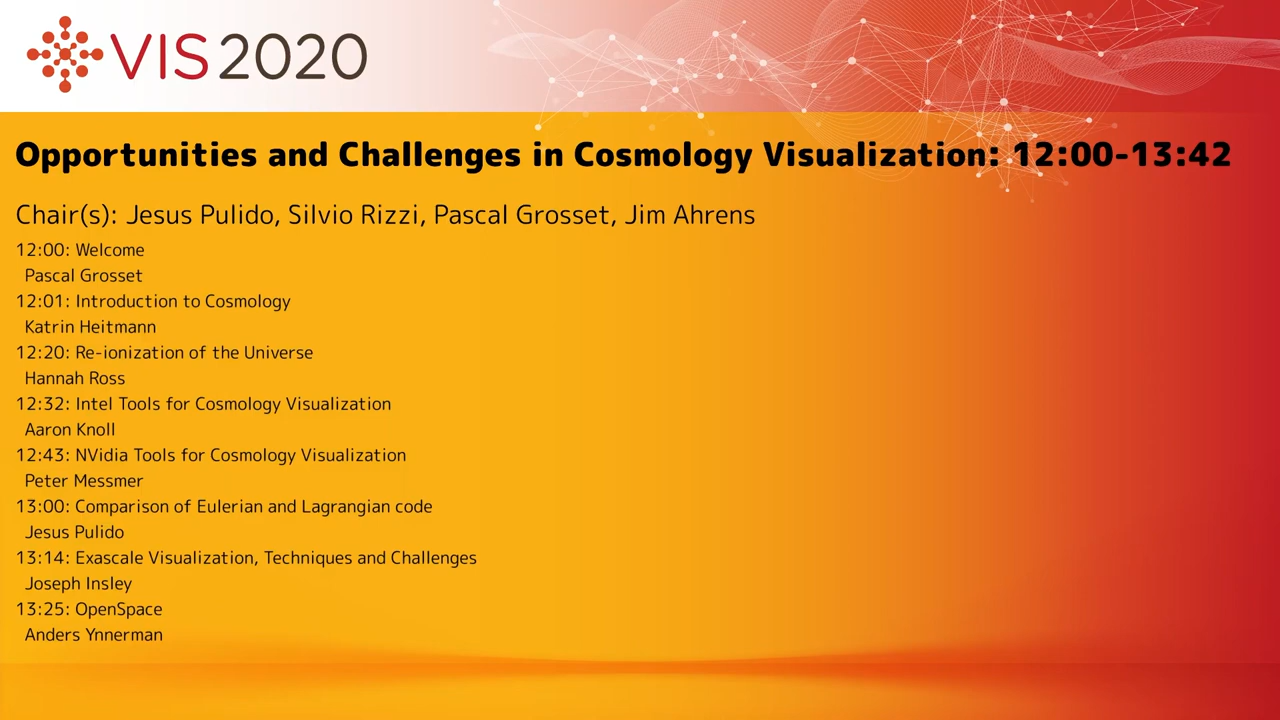 VIS2020
Opportunities and Challenges in Cosmology Visualization: 12:00-13:42
Chair(s): Jesus Pulido, Silvio Rizzi, Pascal Grosset, Jim Ahrens
12:00: Welcome
Pascal Grosset
12:01: Introduction to Cosmology
Katrin Heitmann
12:20: Re-ionization of the Universe
Hannah Ross
12:32: Intel Tools for Cosmology Visualization
Aaron Knoll
12:43: NVidia Tools for Cosmology Visualization
Peter Messmer
13:00: Comparison of Eulerian and Lagrangian code
Jesus Pulido
13:14: Exascale Visualization, Techniques and Challenges
Joseph Insley
13:25: OpenSpace
Anders Ynnerman